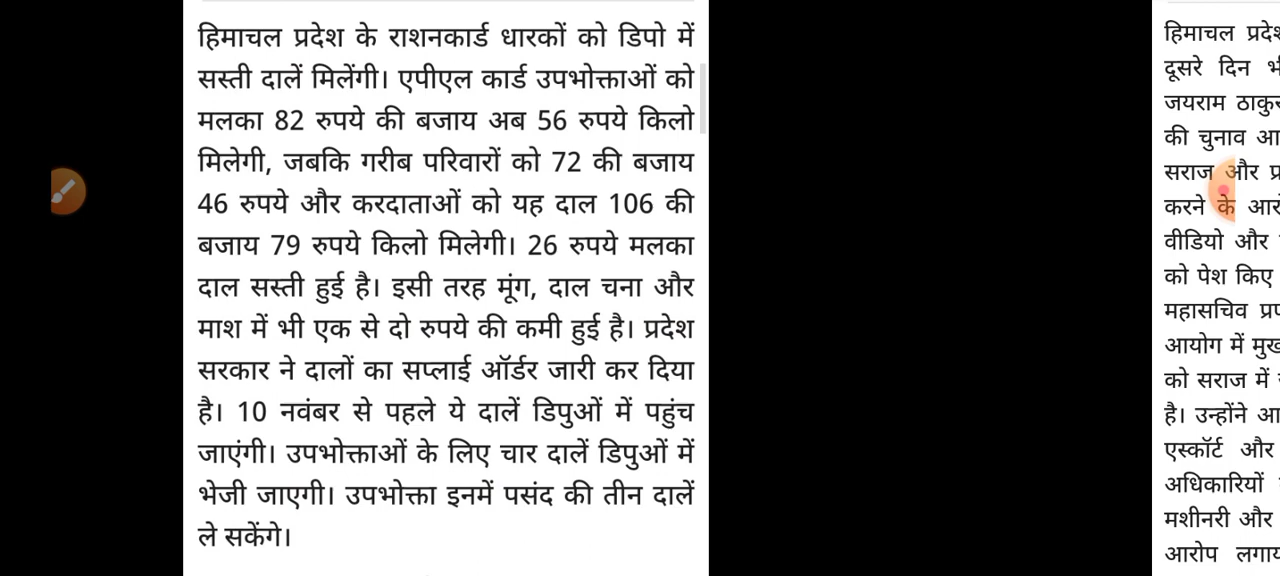 हिमाचल प्रदेश के राशनकार्ड धारकों को डिपो में
सस्ती दालें मिलेंगी। एपीएल कार्ड उपभोक्ताओं को
मलका 82 रुपये की बजाय अब 56 रुपये किलो
मिलेगी, जबकि गरीब परिवारों को 72 की बजाय
46 रुपये और करदाताओं को यह दाल 106 की
बजाय 79 रुपये किलो मिलेगी। 26 रुपये मलका
दाल सस्ती हुई है। इसी तरह मूंग, दाल चना और
माश में भी एक से दो रुपये की कमी हुई है। प्रदेश
सरकार ने दालों का सप्लाई ऑर्डर जारी कर दिया
है। 10 नवंबर से पहले ये दालें डिपुओं में पहुंच
जाएंगी। उपभोक्ताओं के लिए चार दालें डिपुओं में
भेजी जाएगी। उपभोक्ता इनमें पसंद की तीन दालें
ले सकेंगे।
हिमाचल
दूसरे दिन
जयराम
की चुनाव
सराज और
करने के
वीडियो और
को पेश किए
महासचिव
आयोग में
को सराज में
है। उन्होंने
एस्कॉर्ट और
अधिकारियों
मशीनरी और
आरोप